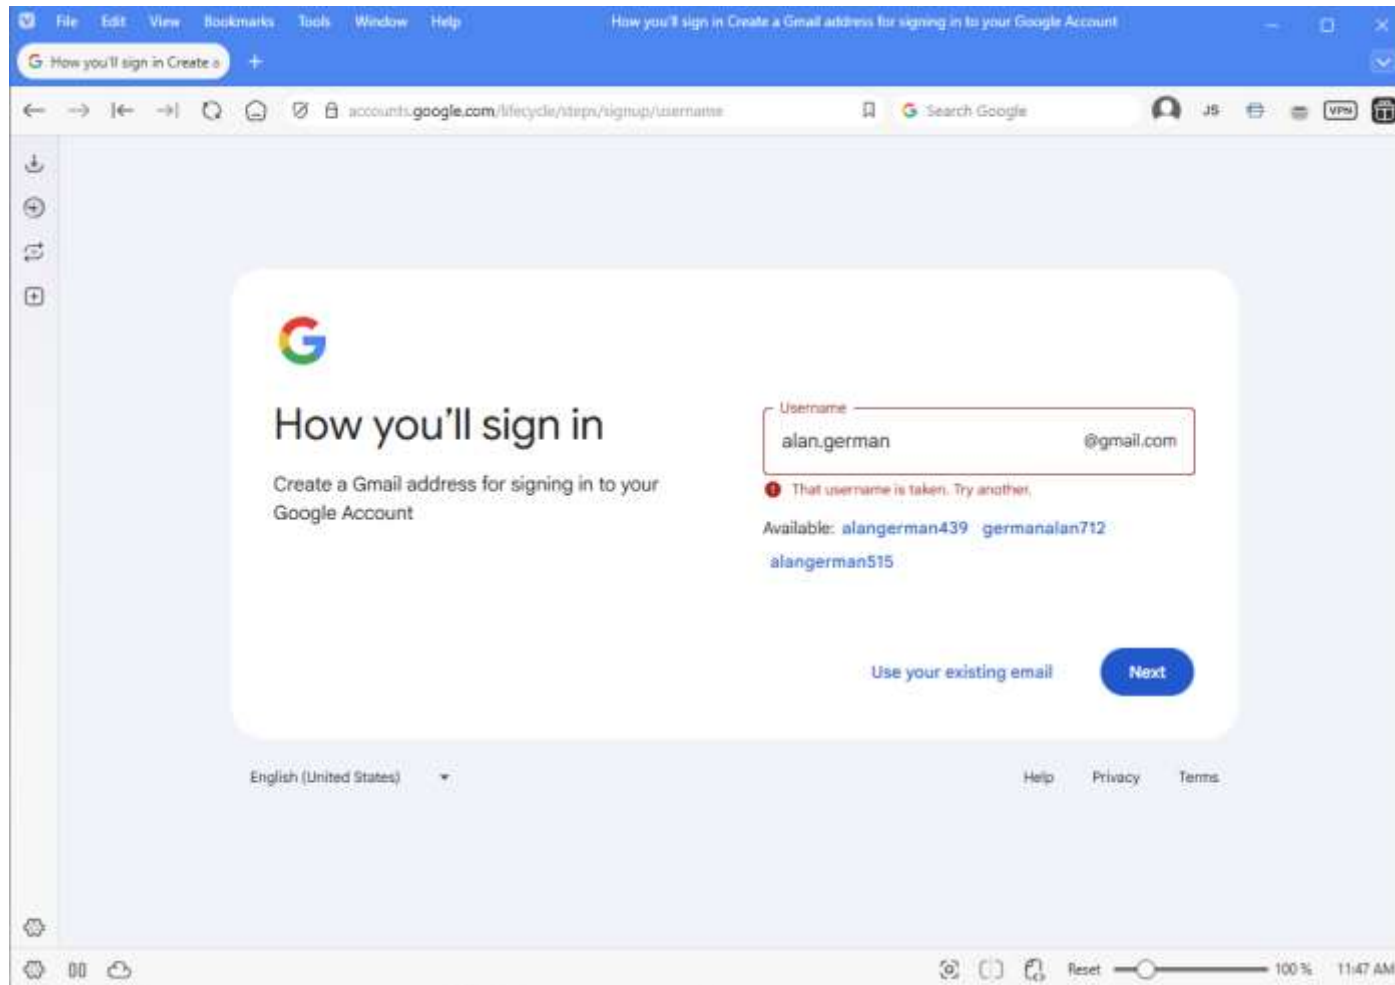 File Edit View Bookmarks Tools Window Help How you'll sign in Create a Gmail address for signing in to your Google Account
G How you'll sign in Create a
accounts.google.com/lifecycle/steps/signup/username G Search Google JS VPN
How you'll sign in
Create a Gmail address for signing in to your
Google Account
Username
alan.german @gmail.com
That username is taken. Try another.
Available: alangerman439 germanalan712
alangerman515
Use your existing email Next
English (United States) Help Privacy Terms
Reset 100 % 11:47 AM